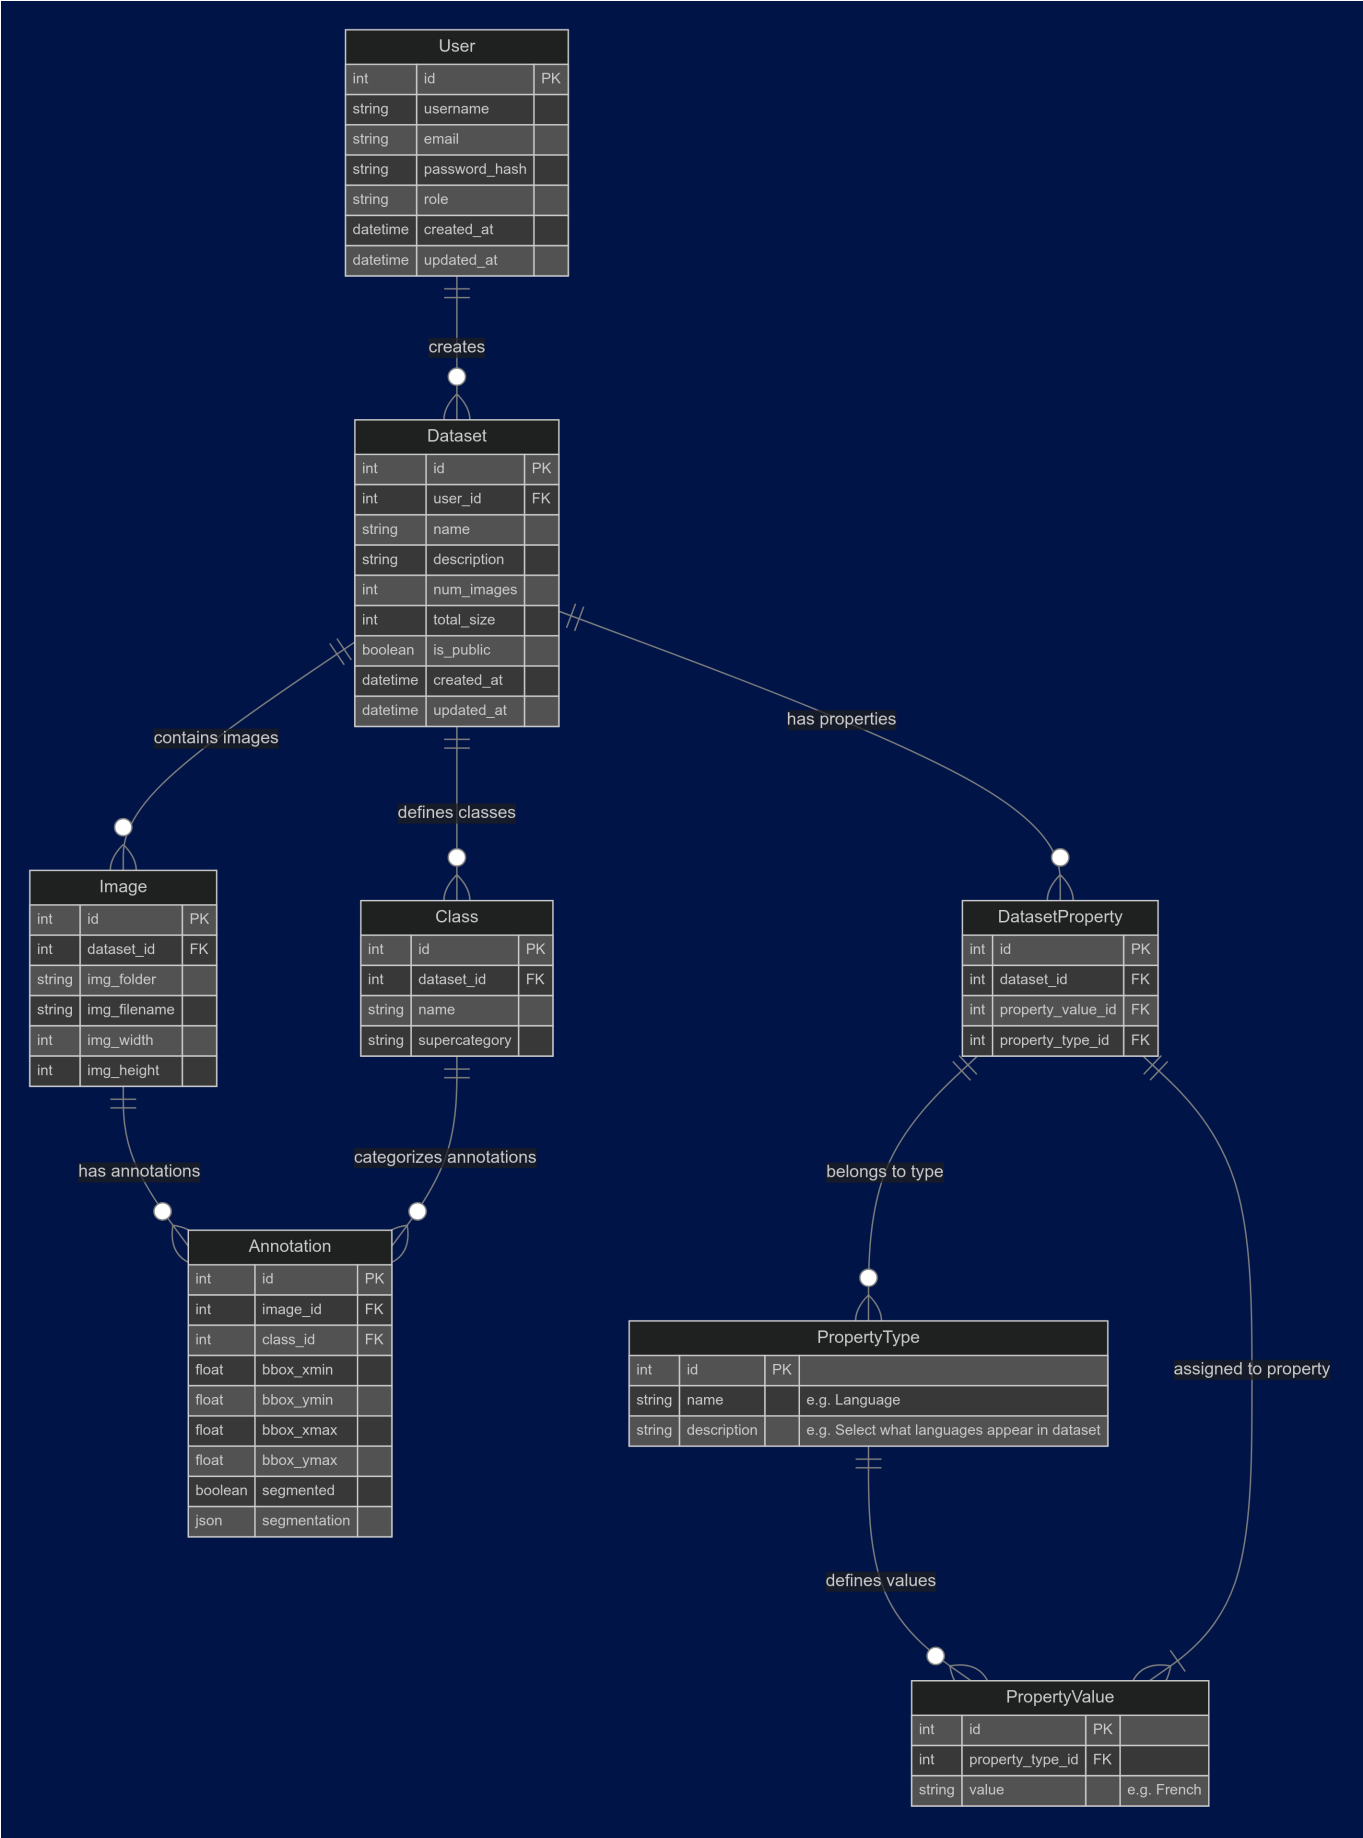 User
int id PK
string username
string email
string password_hash
string role
datetime created_at
datetime updated_at
creates
Dataset
int id PK
int user_id FK
string name
string description
int num_images
int total_size
boolean is_public
datetime created_at
datetime updated_at
contains images
defines classes
has properties
Image
int id PK
int dataset_id FK
string img_folder
string img_filename
int img_width
int img_height
Class
int id PK
int dataset_id FK
string name
string supercategory
DatasetProperty
int id PK
int dataset_id FK
int property_value_id FK
int property_type_id FK
has annotations
categorizes annotations
belongs to type
assigned to property
Annotation
int id PK
int image_id FK
int class_id FK
float bbox_xmin
float bbox_ymin
float bbox_xmax
float bbox_ymax
boolean segmented
json segmentation
PropertyType
int id PK
string name e.g. Language
string description e.g. Select what languages appear in dataset
defines values
PropertyValue
int id PK
int property_type_id FK
string value e.g. French